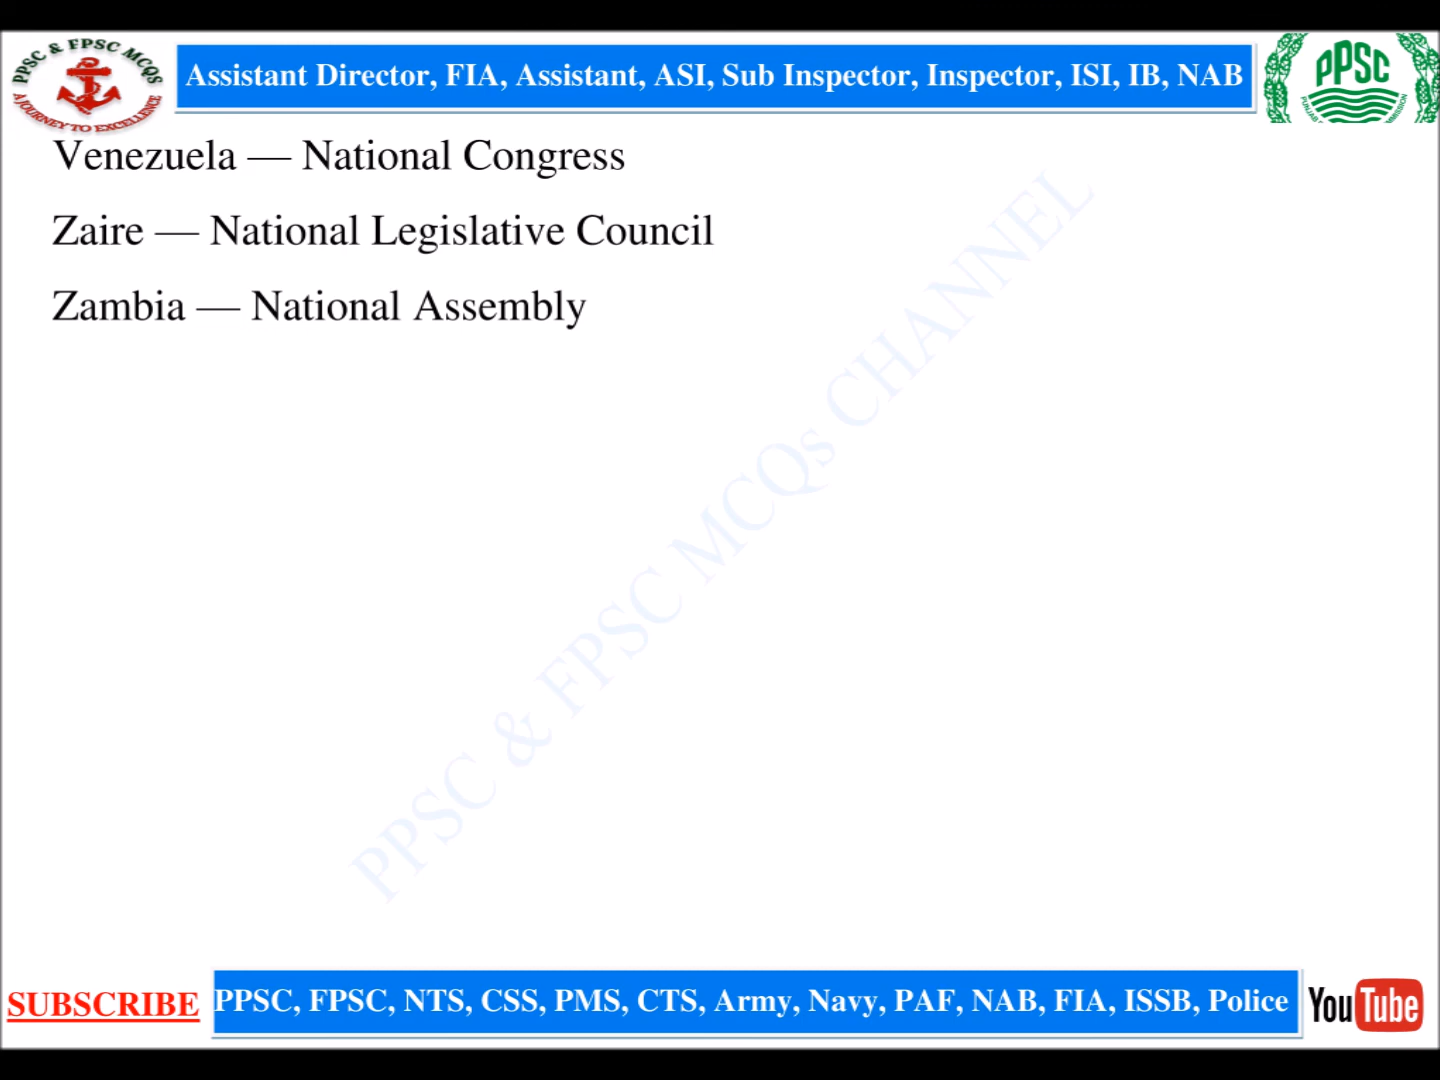 PPSC & FPSC MCQS
A JOURNEY TO EXCELLENCE
Assistant Director, FIA, Assistant, ASI, Sub Inspector, Inspector, ISI, IB, NAB
PPSC
Venezuela — National Congress
Zaire — National Legislative Council
Zambia — National Assembly
PPSC & FPSC MCQs CHANNEL
SUBSCRIBE
PPSC, FPSC, NTS, CSS, PMS, CTS, Army, Navy, PAF, NAB, FIA, ISSB, Police
YouTube